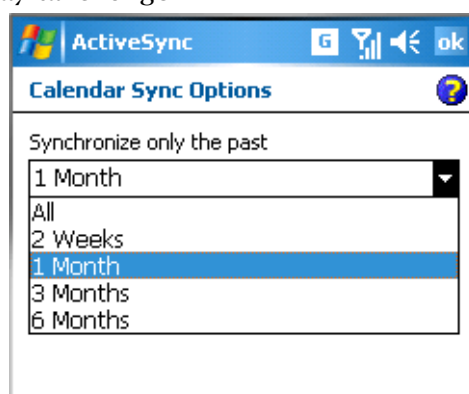 ActiveSync G ok
Calendar Sync Options ?
Synchronize only the past
1 Month
All
2 Weeks
1 Month
3 Months
6 Months